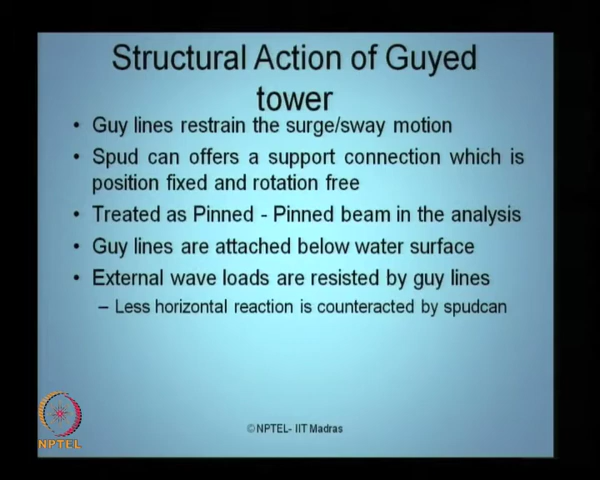 Structural Action of Guyed
tower
• Guy lines restrain the surge/sway motion
• Spud can offers a support connection which is
position fixed and rotation free
• Treated as Pinned - Pinned beam in the analysis
• Guy lines are attached below water surface
• External wave loads are resisted by guy lines
– Less horizontal reaction is counteracted by spudcan
NPTEL
©NPTEL- IIT Madras